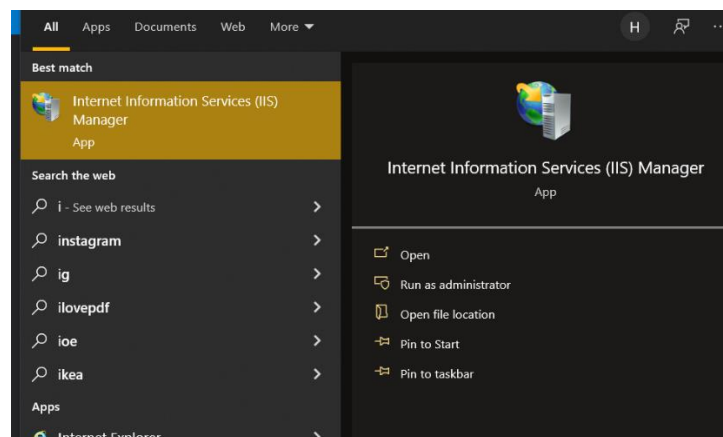 All Apps Documents Web More
H
Best match
Internet Information Services (IIS)
Manager
App
Search the web
i - See web results
instagram
ig
ilovepdf
ioe
ikea
Apps
Internet Explorer
Internet Information Services (IIS) Manager
App
Open
Run as administrator
Open file location
Pin to Start
Pin to taskbar